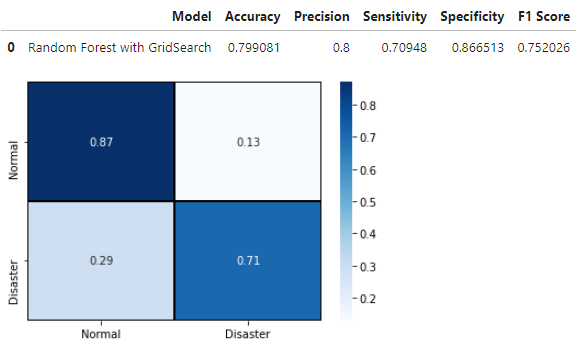 Model Accuracy Precision Sensitivity Specificity F1 Score
0 Random Forest with GridSearch 0.799081 0.8 0.70948 0.866513 0.752026
Normal 0.87 0.13
Disaster 0.29 0.71
Normal Disaster
0.8
0.7
0.6
0.5
0.4
0.3
0.2